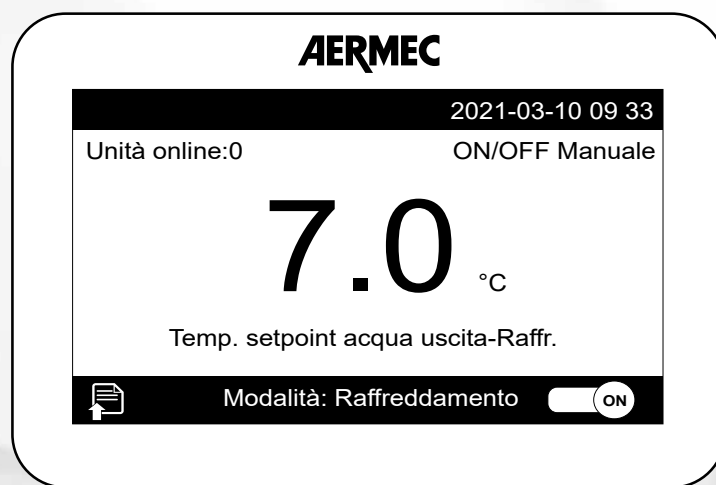 AERMEC
2021-03-10 09 33
Unità online:0 ON/OFF Manuale
7.0 °C
Temp. setpoint acqua uscita-Raffr.
Modalità: Raffreddamento ON